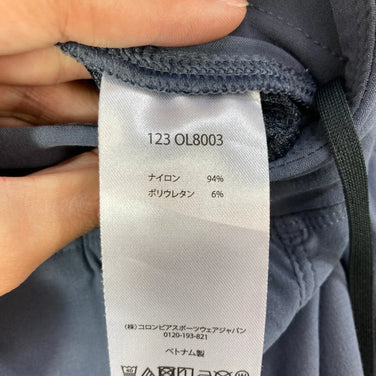 123 OL8003
ナイロン 94%
ポリウレタン 6%
(株)コロンビアスポーツウェアジャパン
0120-193-821
ベトナム製